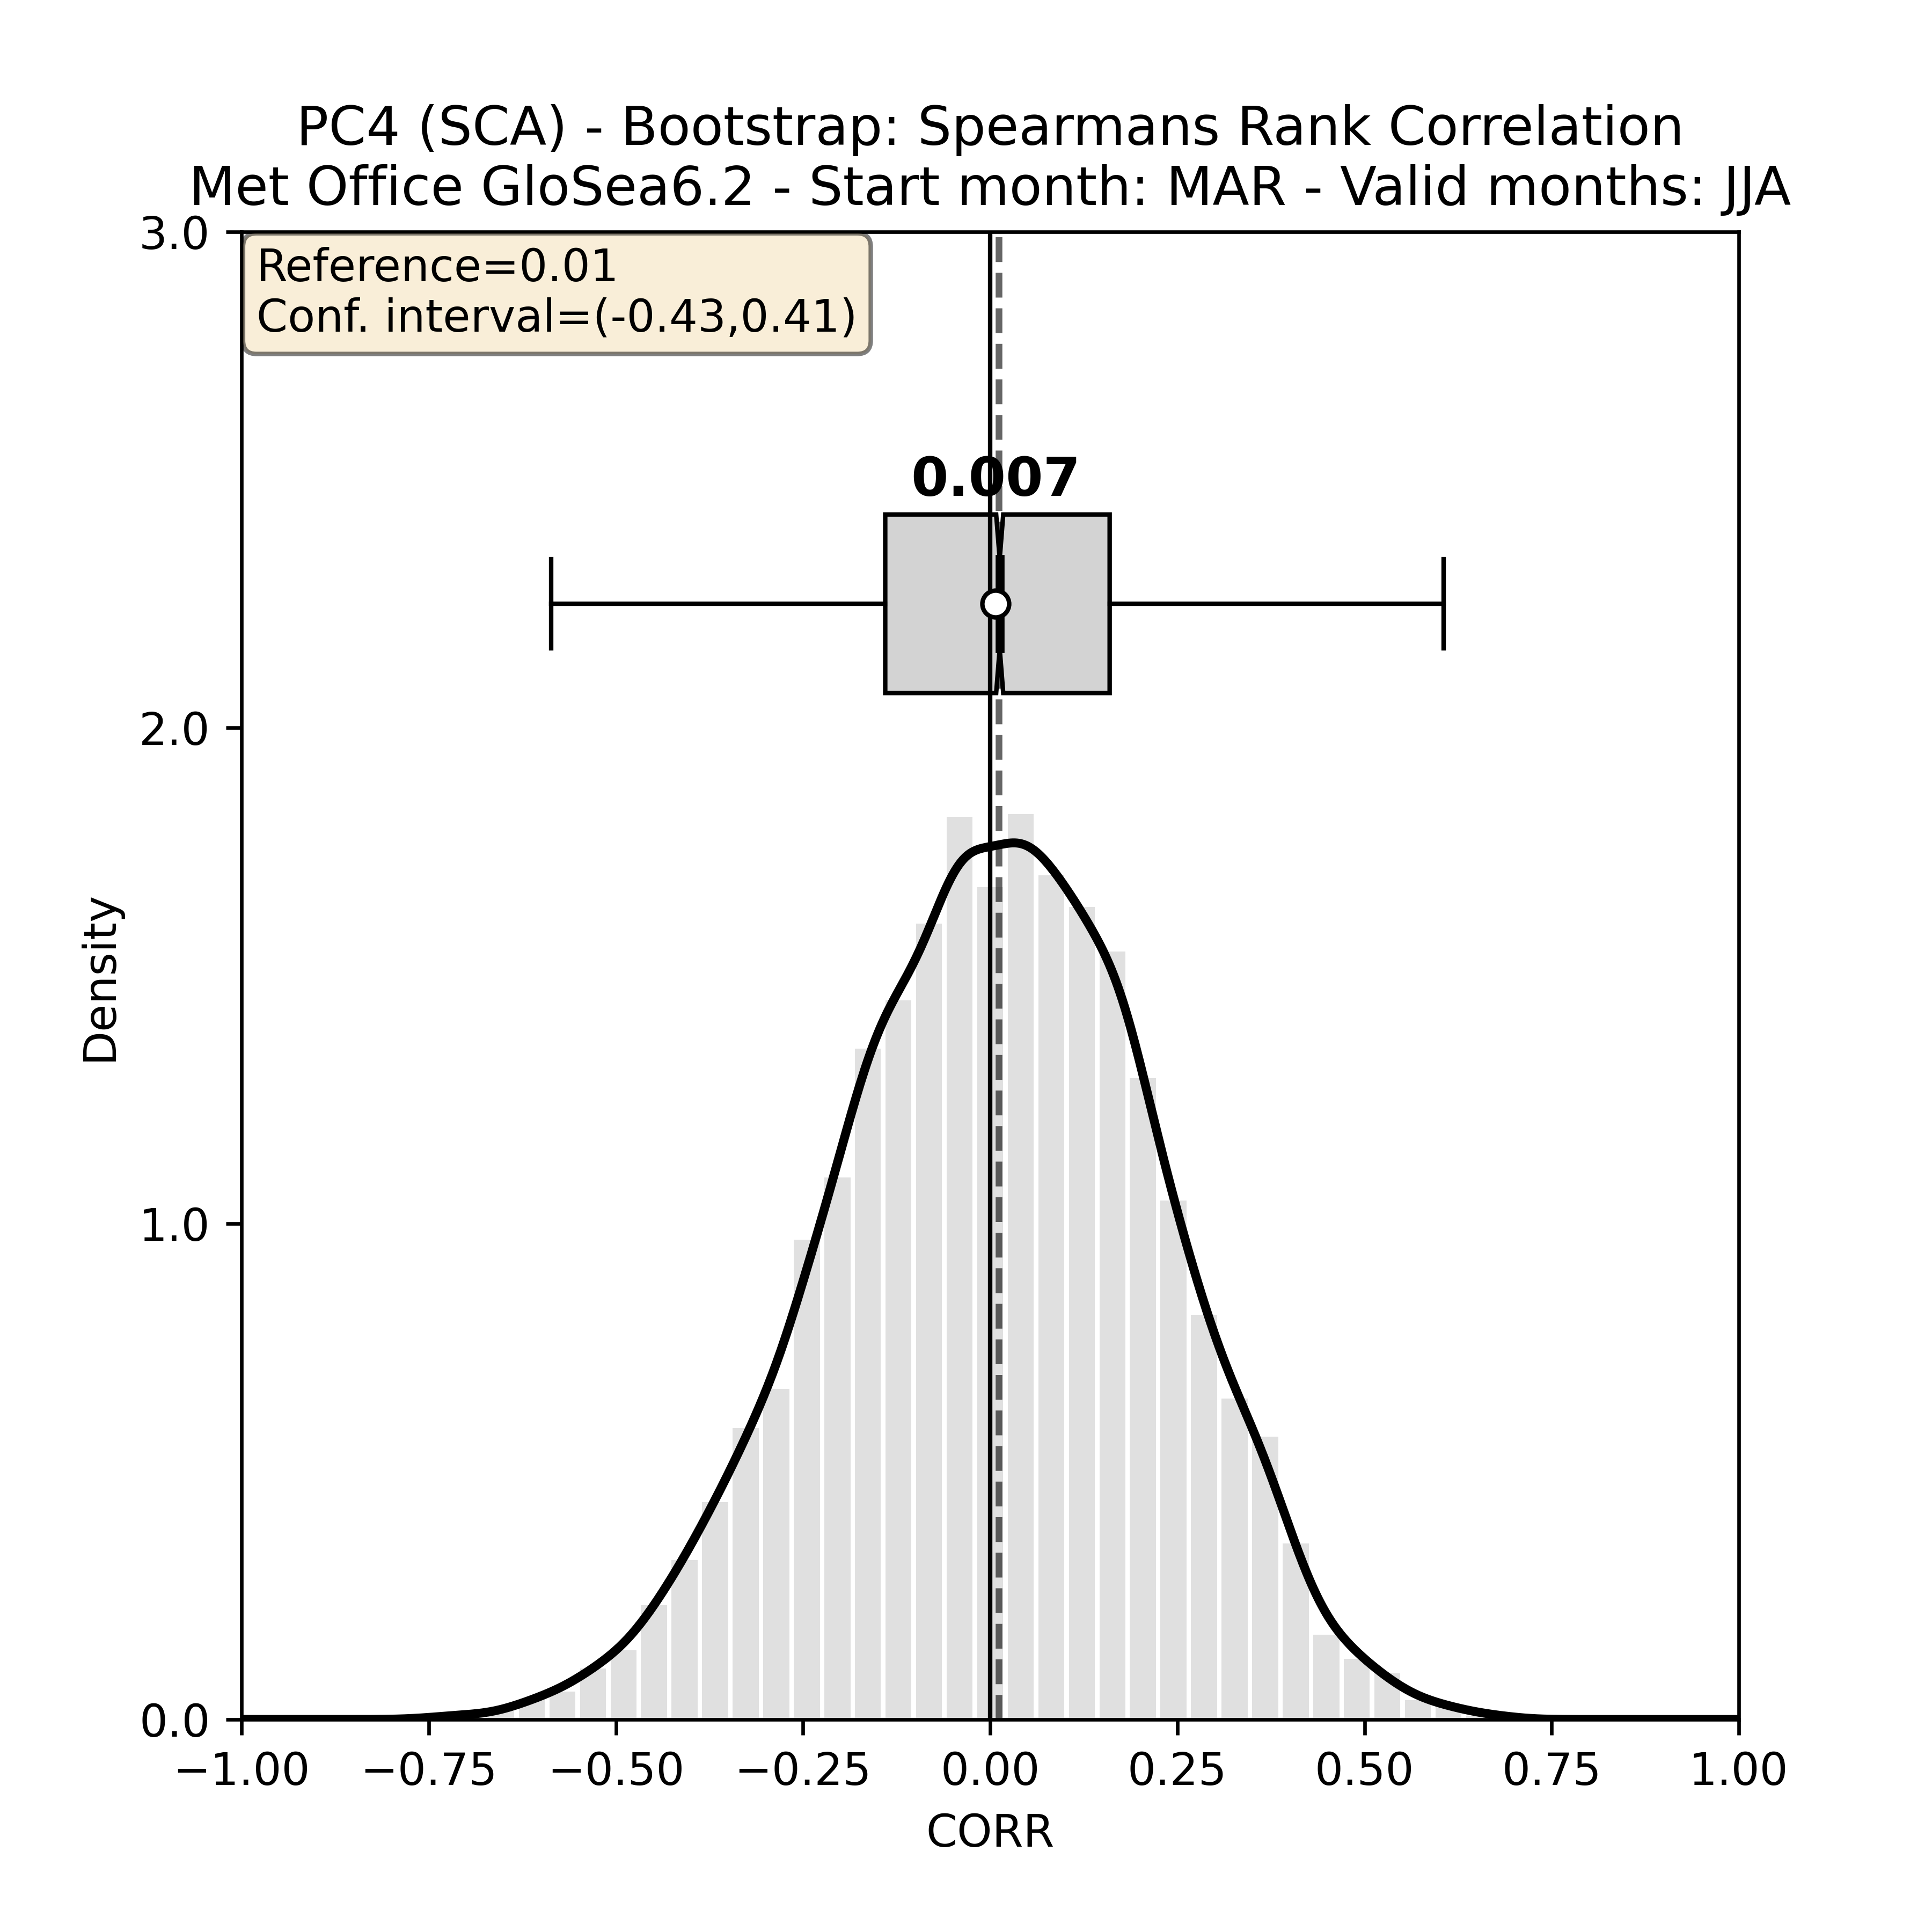 PC4 (SCA) - Bootstrap: Spearmans Rank Correlation
Met Office GloSea6.2 - Start month: MAR - Valid months: JJA
Reference=0.01
Conf. interval=(-0.43,0.41)
0.007
3.0
2.0
1.0
0.0
Density
−1.00 −0.75 −0.50 −0.25 0.00 0.25 0.50 0.75 1.00
CORR